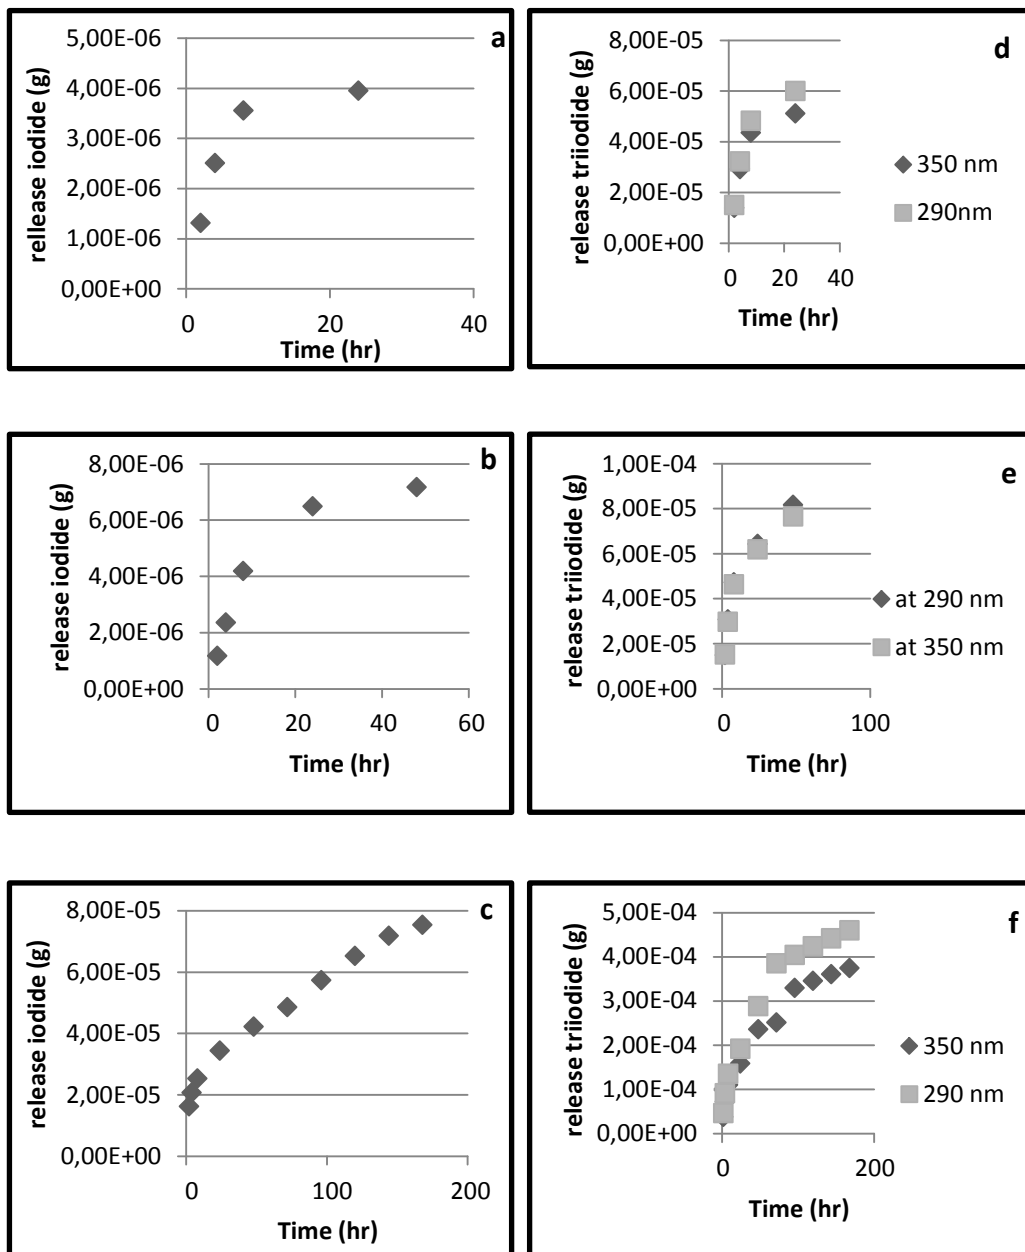 a
rellease iodide (g)
5,00E-06
4,00E-06
3,00E-06
2,00E-06
1,00E-06
0,00E+00
0 20 40
Time (hr)
d
release triiodide (g)
8,00E-05
6,00E-05
4,00E-05
2,00E-05
0,00E+00
0 20 40
Time (hr)
350 nm
290nm
b
release iodide (g)
8,00E-06
6,00E-06
4,00E-06
2,00E-06
0,00E+00
0 20 40 60
Time (hr)
e
release triiodide (g)
1,00E-04
8,00E-05
6,00E-05
4,00E-05
2,00E-05
0,00E+00
0 100
Time (hr)
at 290 nm
at 350 nm
c
release iodide (g)
8,00E-05
6,00E-05
4,00E-05
2,00E-05
0,00E+00
0 100 200
Time (hr)
f
release triiodide (g)
5,00E-04
4,00E-04
3,00E-04
2,00E-04
1,00E-04
0,00E+00
0 200
Time (hr)
350 nm
290 nm